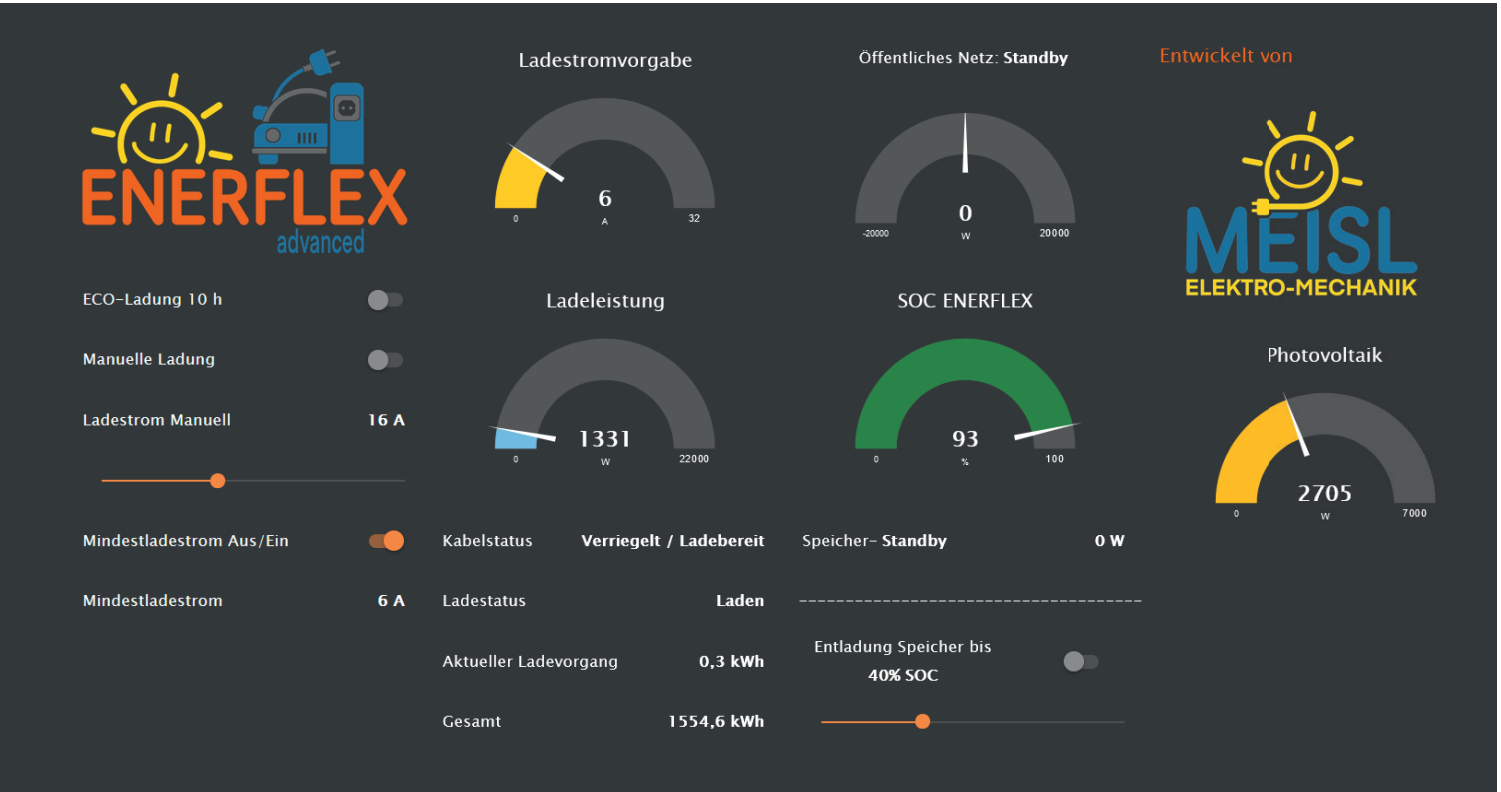 ENERFLEX
advanced
ECO-Ladung 10 h
Manuelle Ladung
Ladestrom Manuell 16 A
Mindestladestrom Aus/Ein
Mindestladestrom 6 A
Ladestromvorgabe
6
A
0 32
Ladeleistung
1331
W
0 22000
Kabelstatus Verriegelt / Ladebereit
Ladestatus Laden
Aktueller Ladevorgang 0,3 kWh
Gesamt 1554,6 kWh
Öffentliches Netz: Standby
0
W
-20000 20000
SOC ENERFLEX
93
%
0 100
Speicher- Standby 0 W
-------------------------------------
Entladung Speicher bis
40% SOC
Entwickelt von
MEISL
ELEKTRO-MECHANIK
Photovoltaik
2705
W
0 7000